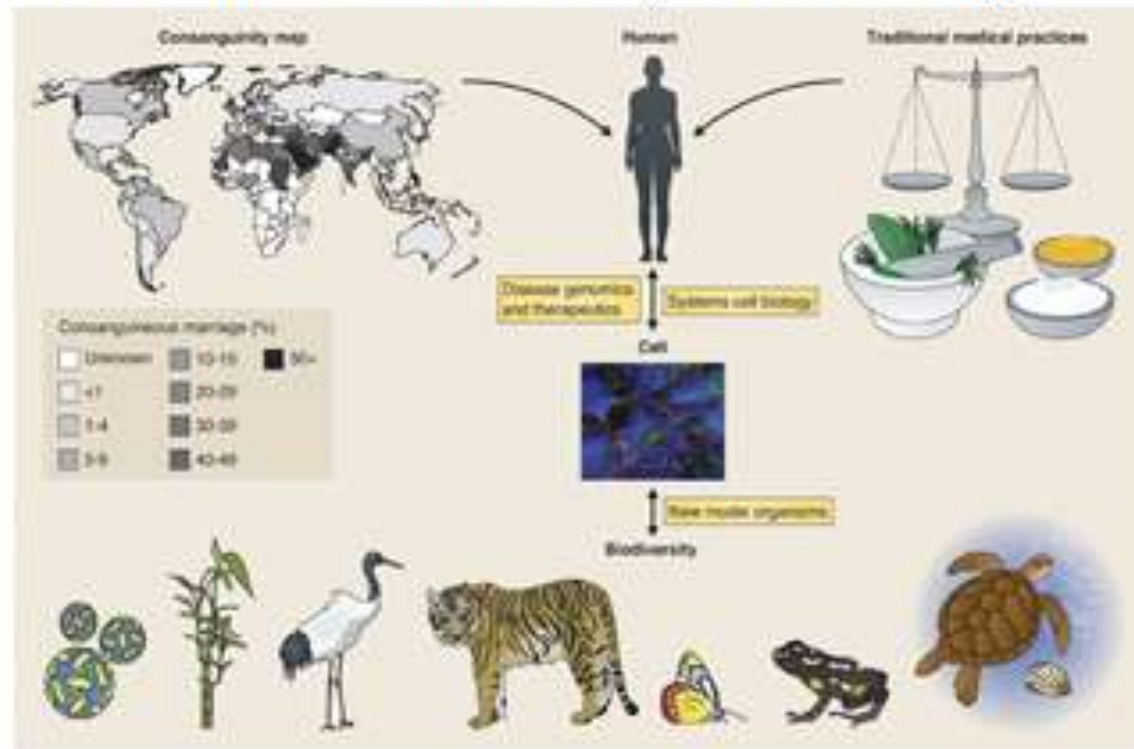 Consanguinity map
Human
Traditional medical practices
Disease genomics
and therapeutics
Systems cell biology
Cell
Consanguineous marriage (%)
Unknown
<1
1-4
5-9
10-19
20-29
30-39
40-49
50+
New model organisms
Biodiversity